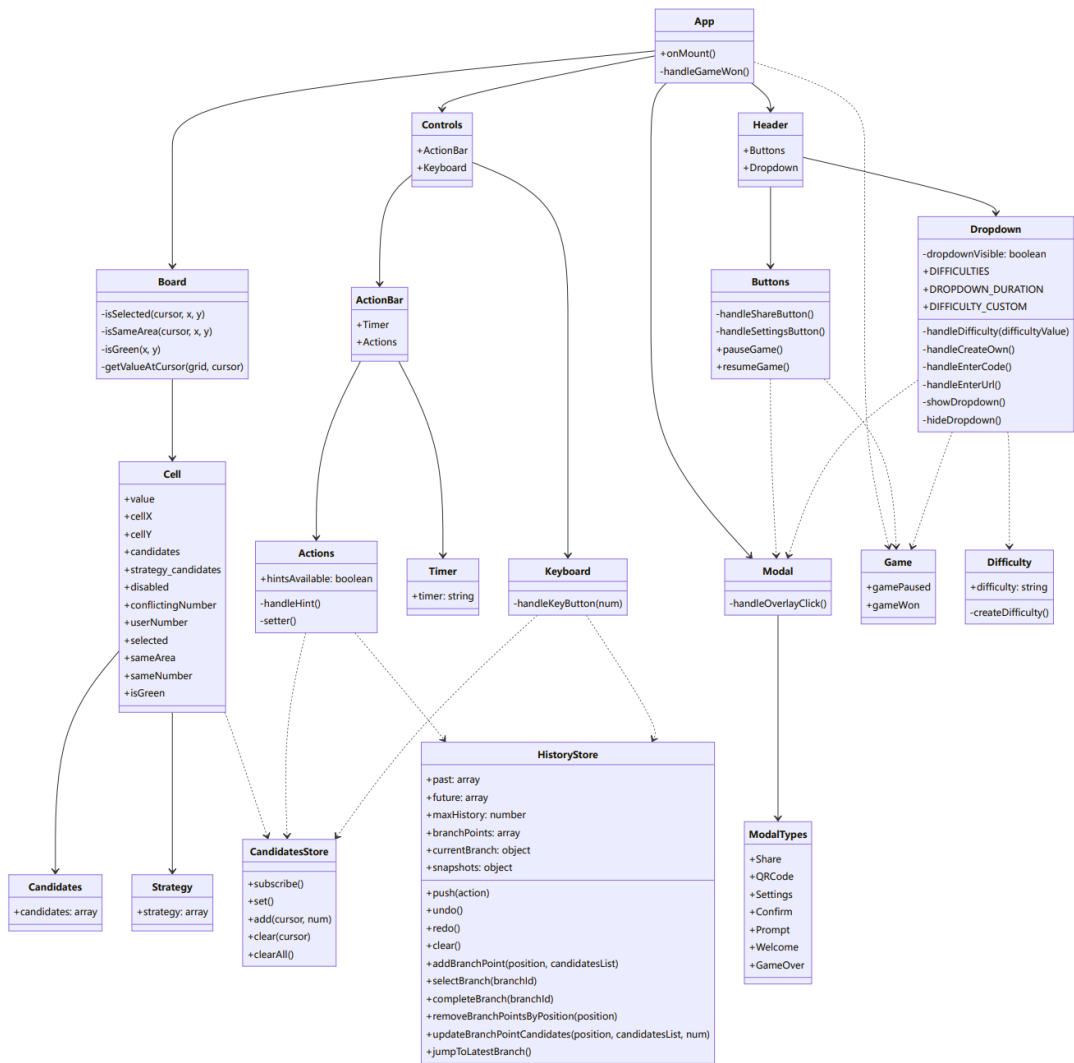 App
+onMount()
-handleGameWon()
Controls
+ActionBar
+Keyboard
Header
+Buttons
+Dropdown
Dropdown
-dropdownVisible: boolean
+DIFFICULTIES
+DROPDOWN_DURATION
+DIFFICULTY_CUSTOM
-handleDifficulty(difficultyValue)
-handleCreateOwn()
-handleEnterCode()
-handleEnterUrl()
-showDropdown()
-hideDropdown()
Board
-isSelected(cursor, x, y)
-isSameArea(cursor, x, y)
-isGreen(x, y)
-getValueAtCursor(grid, cursor)
ActionBar
+Timer
+Actions
Buttons
-handleShareButton()
-handleSettingsButton()
+pauseGame()
+resumeGame()
Cell
+value
+cellX
+cellY
+candidates
+strategy_candidates
+disabled
+conflictingNumber
+userNumber
+selected
+sameArea
+sameNumber
+isGreen
Actions
+hintsAvailable: boolean
-handleHint()
-setter()
Timer
+timer: string
Keyboard
-handleKeyButton(num)
Modal
-handleOverlayClick()
Game
+gamePaused
+gameWon
Difficulty
+difficulty: string
-createDifficulty()
Candidates
+candidates: array
Strategy
+strategy: array
CandidatesStore
+subscribe()
+set()
+add(cursor, num)
+clear(cursor)
+clearAll()
HistoryStore
+past: array
+future: array
+maxHistory: number
+branchPoints: array
+currentBranch: object
+snapshots: object
+push(action)
+undo()
+redo()
+clear()
+addBranchPoint(position, candidatesList)
+selectBranch(branchId)
+completeBranch(branchId)
+removeBranchPointsByPosition(position)
+updateBranchPointCandidates(position, candidatesList, num)
+jumpToLatestBranch()
ModalTypes
+Share
+QRCode
+Settings
+Confirm
+Prompt
+Welcome
+GameOver